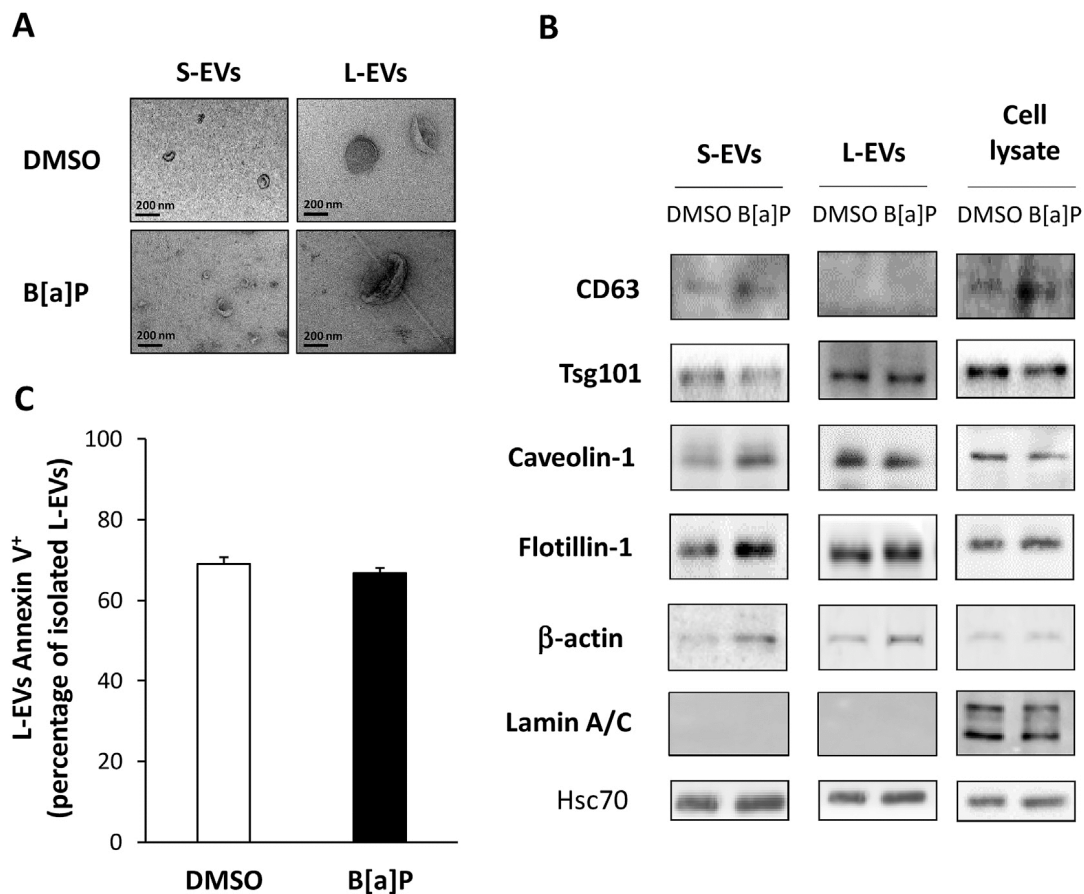 A
S-EVs L-EVs
DMSO
200 nm 200 nm
B[a]P
200 nm 200 nm
B
S-EVs L-EVs Cell lysate
DMSO B[a]P DMSO B[a]P DMSO B[a]P
CD63
Tsg101
Caveolin-1
Flotillin-1
β-actin
Lamin A/C
Hsc70
C
L-EVs Annexin V⁺
(percentage of isolated L-EVs)
100
80
60
40
20
0
DMSO B[a]P